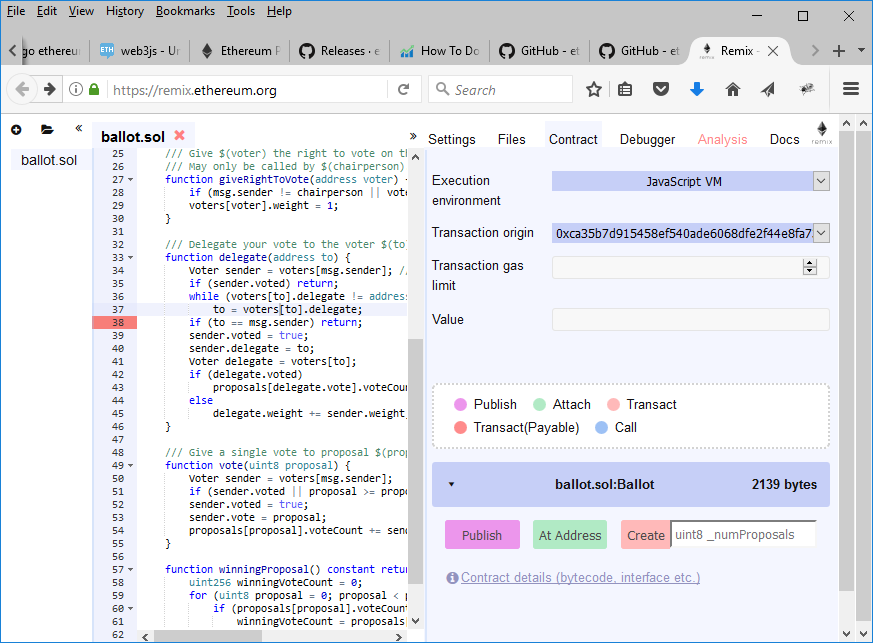 File Edit View History Bookmarks Tools Help
go ethereu web3js - Ur Ethereum P Releases · e How To Do GitHub - et GitHub - et Remix -
https://remix.ethereum.org Search
ballot.sol
ballot.sol
Settings Files Contract Debugger Analysis Docs remix
25 /// Give $(voter) the right to vote on th
26 /// May only be called by $(chairperson)
27 function giveRightToVote(address voter)
28 if (msg.sender != chairperson || vote
29 voters[voter].weight = 1;
30 }
31
32 /// Delegate your vote to the voter $(to)
33 function delegate(address to) {
34 Voter sender = voters[msg.sender]; /
35 if (sender.voted) return;
36 while (voters[to].delegate != address
37 to = voters[to].delegate;
38 if (to == msg.sender) return;
39 sender.voted = true;
40 sender.delegate = to;
41 Voter delegate = voters[to];
42 if (delegate.voted)
43 proposals[delegate.vote].voteCoun
44 else
45 delegate.weight += sender.weight
46 }
47
48 /// Give a single vote to proposal $(prop
49 function vote(uint8 proposal) {
50 Voter sender = voters[msg.sender];
51 if (sender.voted || proposal >= propo
52 sender.voted = true;
53 sender.vote = proposal;
54 proposals[proposal].voteCount += send
55 }
56
57 function winningProposal() constant retur
58 uint256 winningVoteCount = 0;
59 for (uint8 proposal = 0; proposal < p
60 if (proposals[proposal].voteCount
61 winningVoteCount = proposals
62
Execution environment
JavaScript VM
Transaction origin
0xca35b7d915458ef540ade6068dfe2f44e8fa73
Transaction gas limit
Value
Publish Attach Transact
Transact(Payable) Call
ballot.sol:Ballot 2139 bytes
Publish At Address Create uint8 _numProposals
Contract details (bytecode, interface etc.)